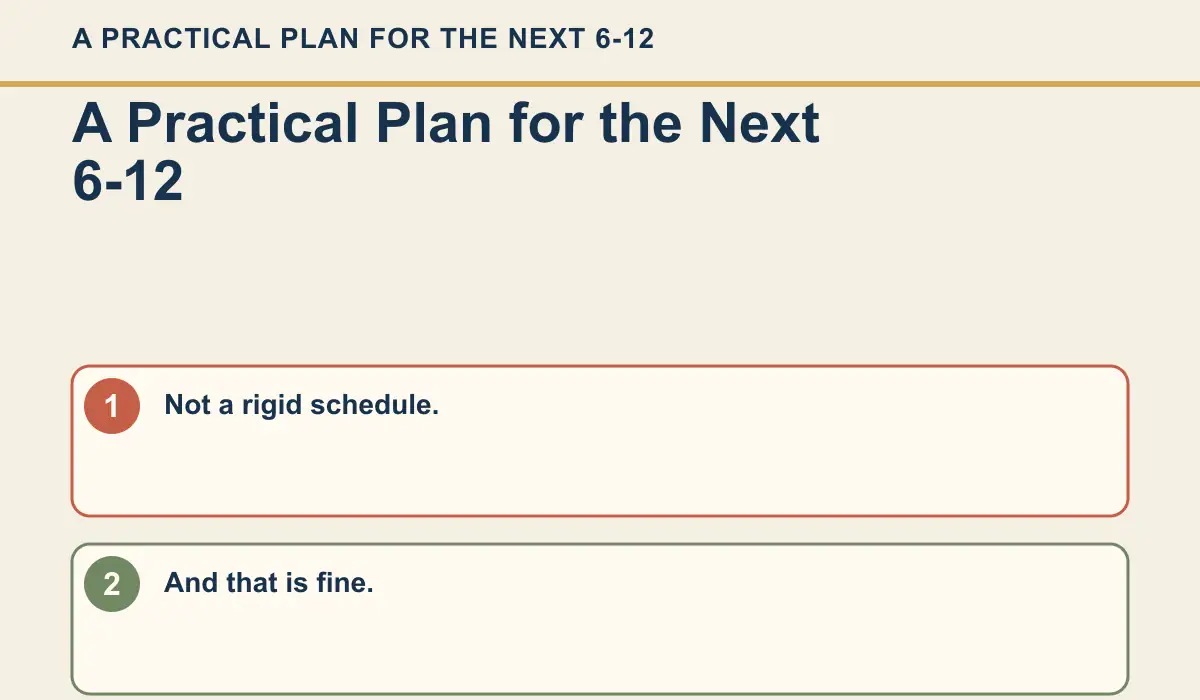 A PRACTICAL PLAN FOR THE NEXT 6-12
A Practical Plan for the Next
6-12
1 Not a rigid schedule.
2 And that is fine.